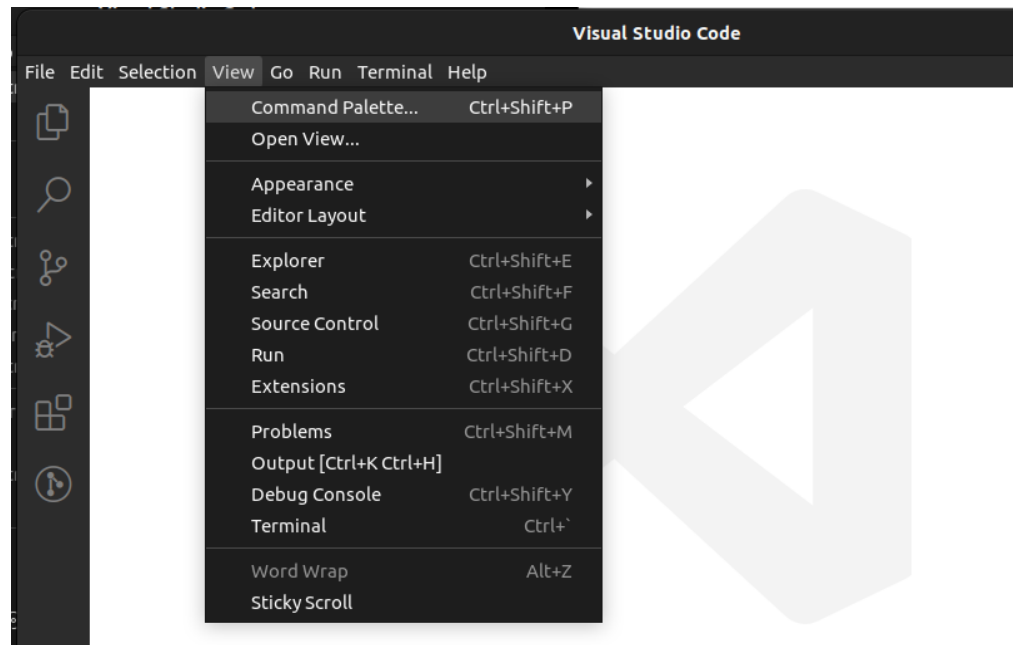 Visual Studio Code
File Edit Selection View Go Run Terminal Help
Command Palette... Ctrl+Shift+P
Open View...
Appearance
Editor Layout
Explorer Ctrl+Shift+E
Search Ctrl+Shift+F
Source Control Ctrl+Shift+G
Run Ctrl+Shift+D
Extensions Ctrl+Shift+X
Problems Ctrl+Shift+M
Output [Ctrl+K Ctrl+H]
Debug Console Ctrl+Shift+Y
Terminal Ctrl+`
Word Wrap Alt+Z
Sticky Scroll